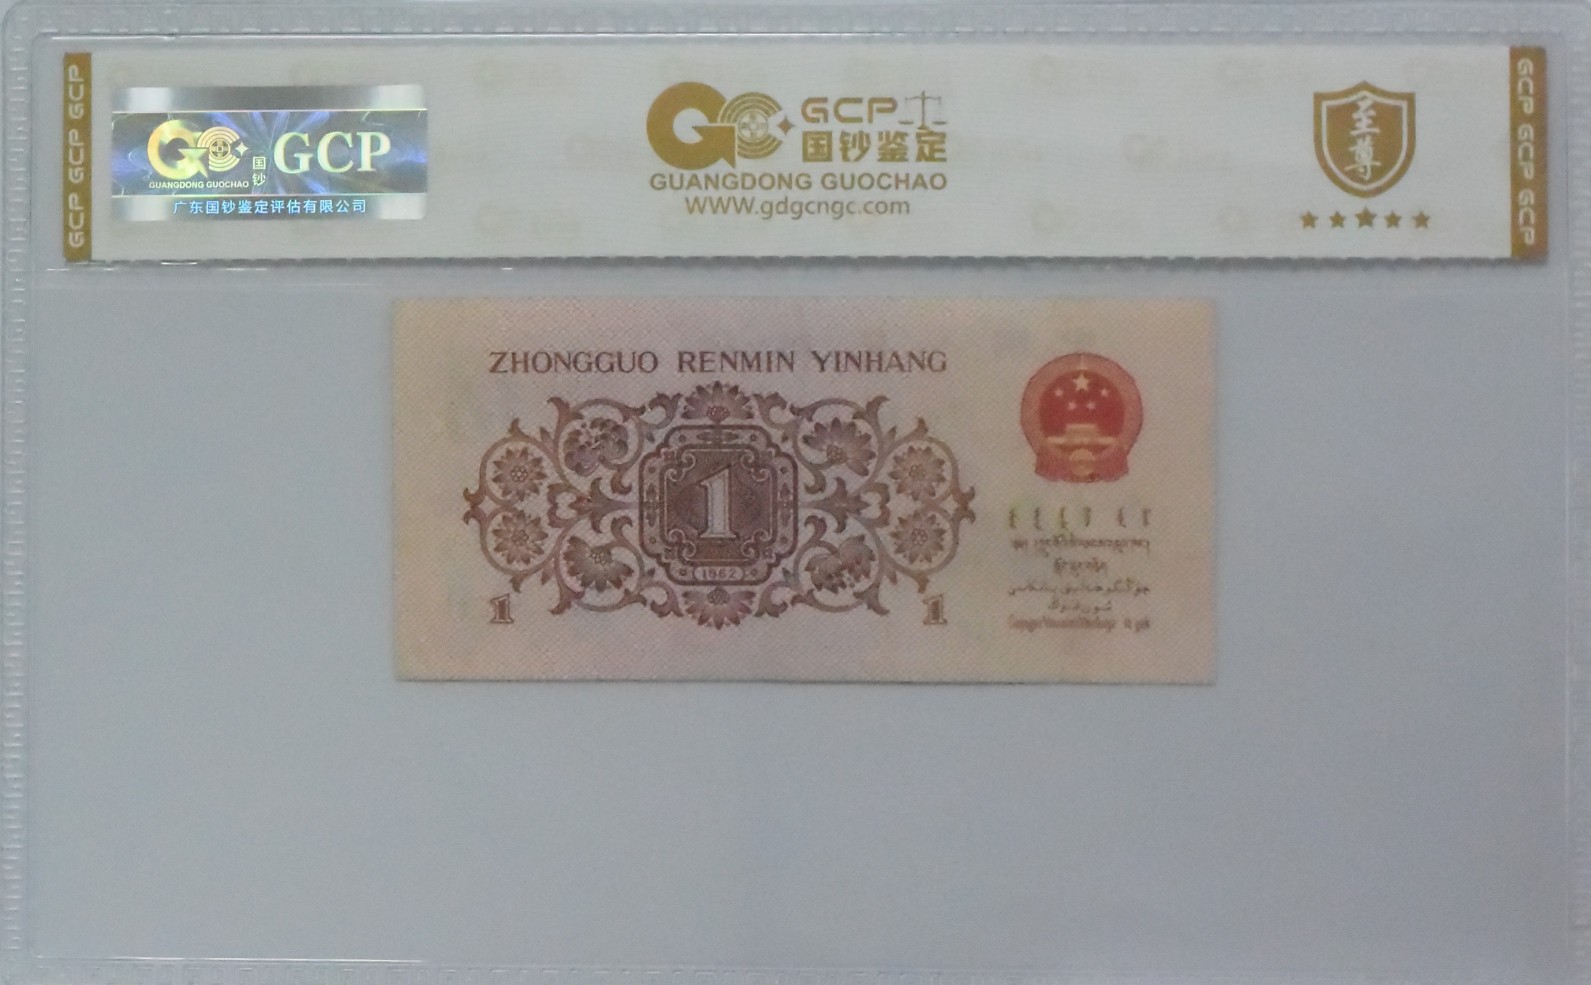 GCP GCP GCP
GCP
国钞
GUANGDONG GUOCHAO
广东国钞鉴定评估有限公司
GCP
国钞鉴定
GUANGDONG GUOCHAO
WWW.gdgcngc.com
至尊
GCP GCP GCP
ZHONGGUO RENMIN YINHANG
1
(1962)
1
1